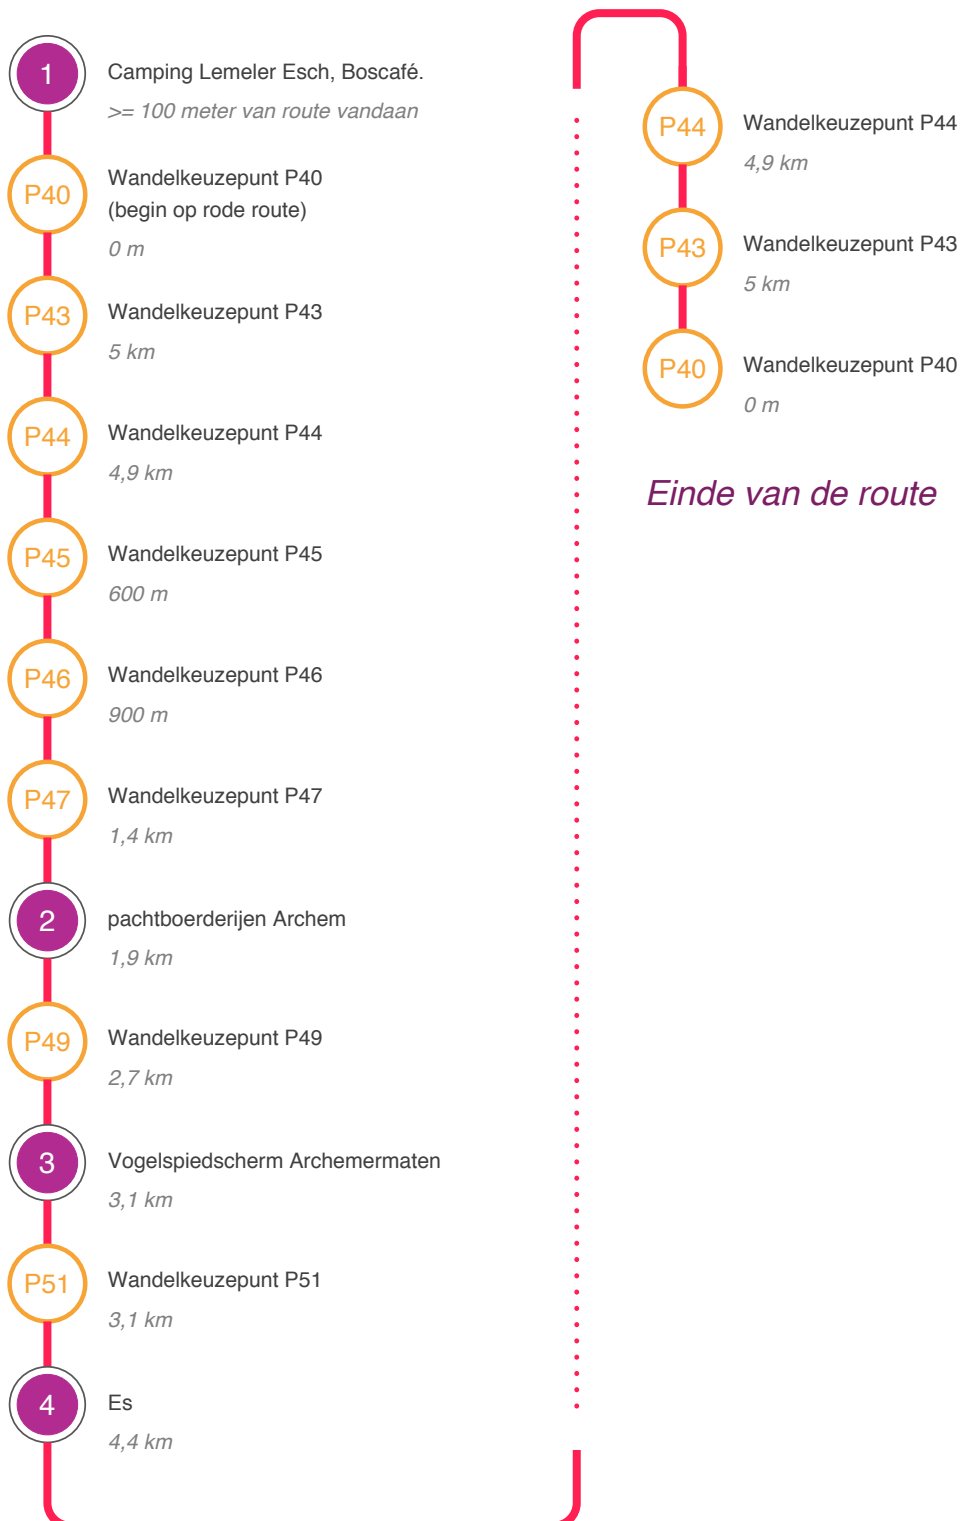 1
Camping Lemeler Esch, Boscafé.
>= 100 meter van route vandaan
P40
Wandelkeuzepunt P40
(begin op rode route)
0 m
P43
Wandelkeuzepunt P43
5 km
P44
Wandelkeuzepunt P44
4,9 km
P45
Wandelkeuzepunt P45
600 m
P46
Wandelkeuzepunt P46
900 m
P47
Wandelkeuzepunt P47
1,4 km
2
pachtboerderijen Archem
1,9 km
P49
Wandelkeuzepunt P49
2,7 km
3
Vogelspiedscherm Archemermaten
3,1 km
P51
Wandelkeuzepunt P51
3,1 km
4
Es
4,4 km
P44
Wandelkeuzepunt P44
4,9 km
P43
Wandelkeuzepunt P43
5 km
P40
Wandelkeuzepunt P40
0 m
Einde van de route